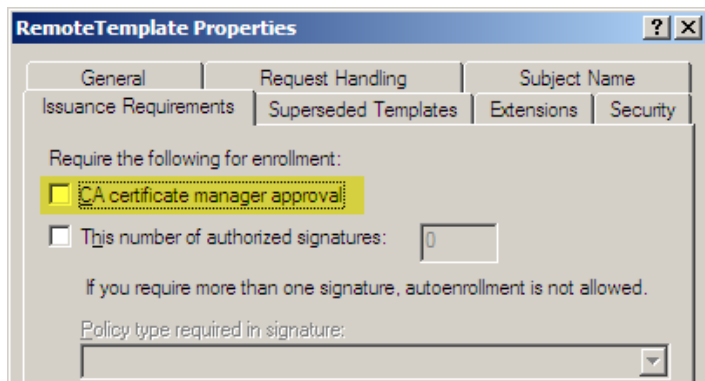 RemoteTemplate Properties
General Request Handling Subject Name
Issuance Requirements Superseded Templates Extensions Security
Require the following for enrollment:
CA certificate manager approval
This number of authorized signatures: 0
If you require more than one signature, autoenrollment is not allowed.
Policy type required in signature: